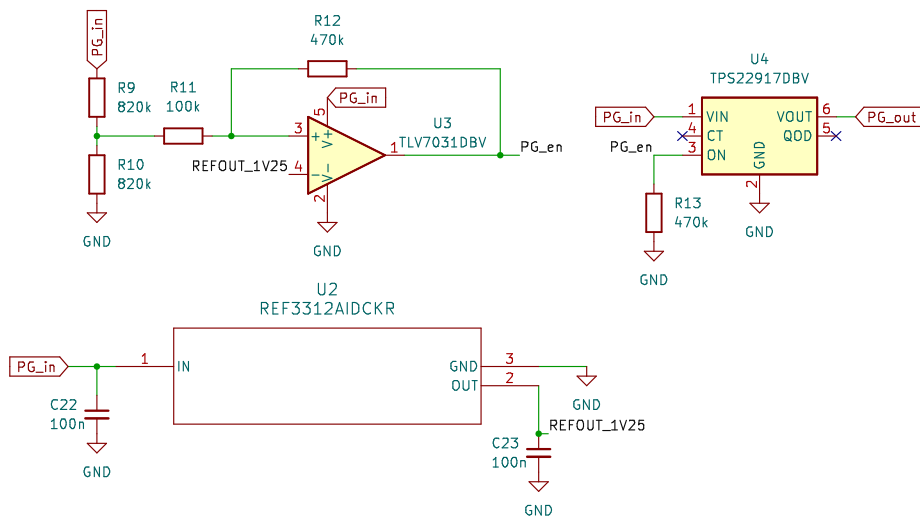 PG_in
R9
820k
R10
820k
GND
R11
100k
R12
470k
PG_in
U3
TLV7031DBV
3
+
5
V+
4
-
V-
2
1
REFOUT_1V25
PG_en
GND
U4
TPS22917DBV
PG_in
1
VIN
4
CT
3
ON
PG_en
VOUT
6
PG_out
QOD
5
GND
2
GND
R13
470k
GND
U2
REF3312AIDCKR
PG_in
1
IN
GND
3
OUT
2
GND
C22
100n
GND
REFOUT_1V25
C23
100n
GND